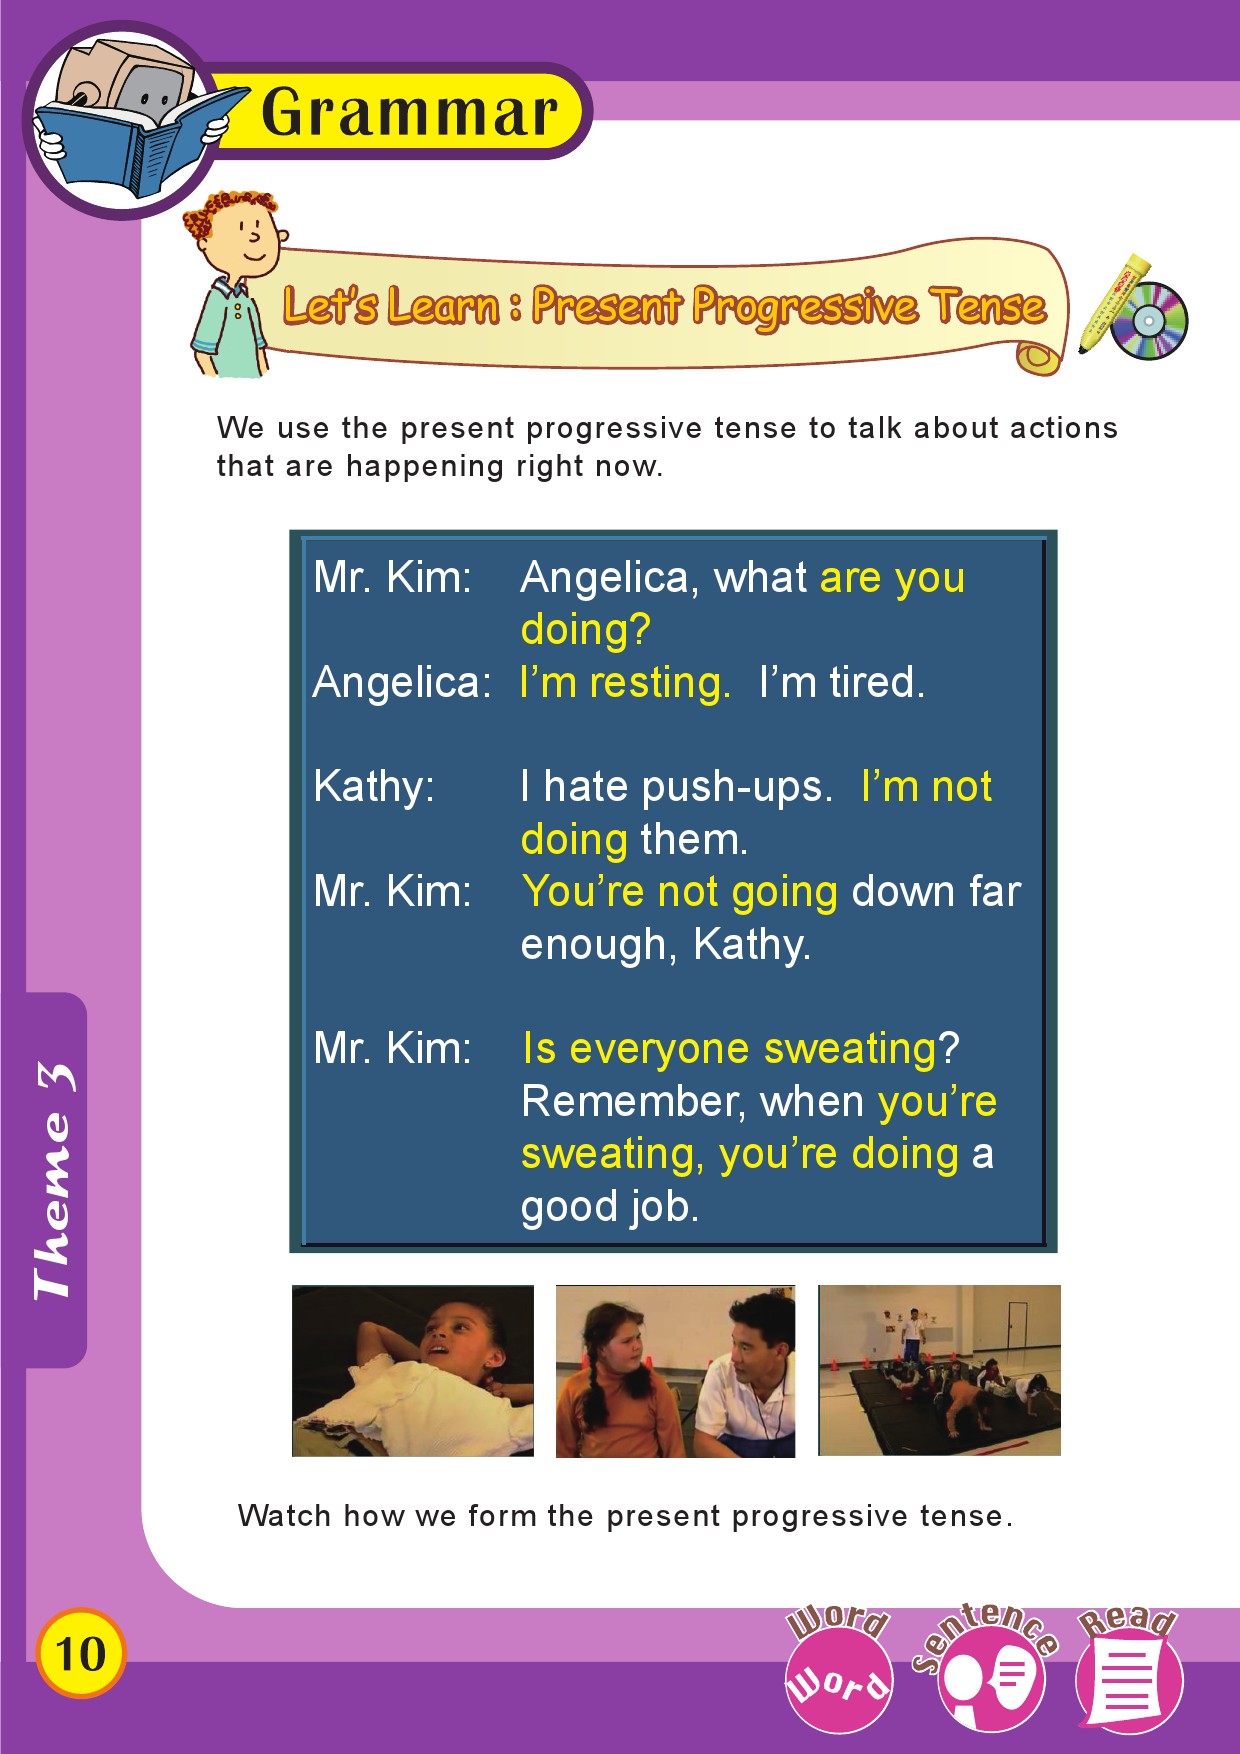 Grammar
Let's Learn : Present Progressive Tense
We use the present progressive tense to talk about actions
that are happening right now.
Mr. Kim: Angelica, what are you
doing?
Angelica: I'm resting. I'm tired.
Kathy: I hate push-ups. I'm not
doing them.
Mr. Kim: You're not going down far
enough, Kathy.
Mr. Kim: Is everyone sweating?
Remember, when you're
sweating, you're doing a
good job.
Watch how we form the present progressive tense.
Theme 3
10
Word
Word
Sentence
Read